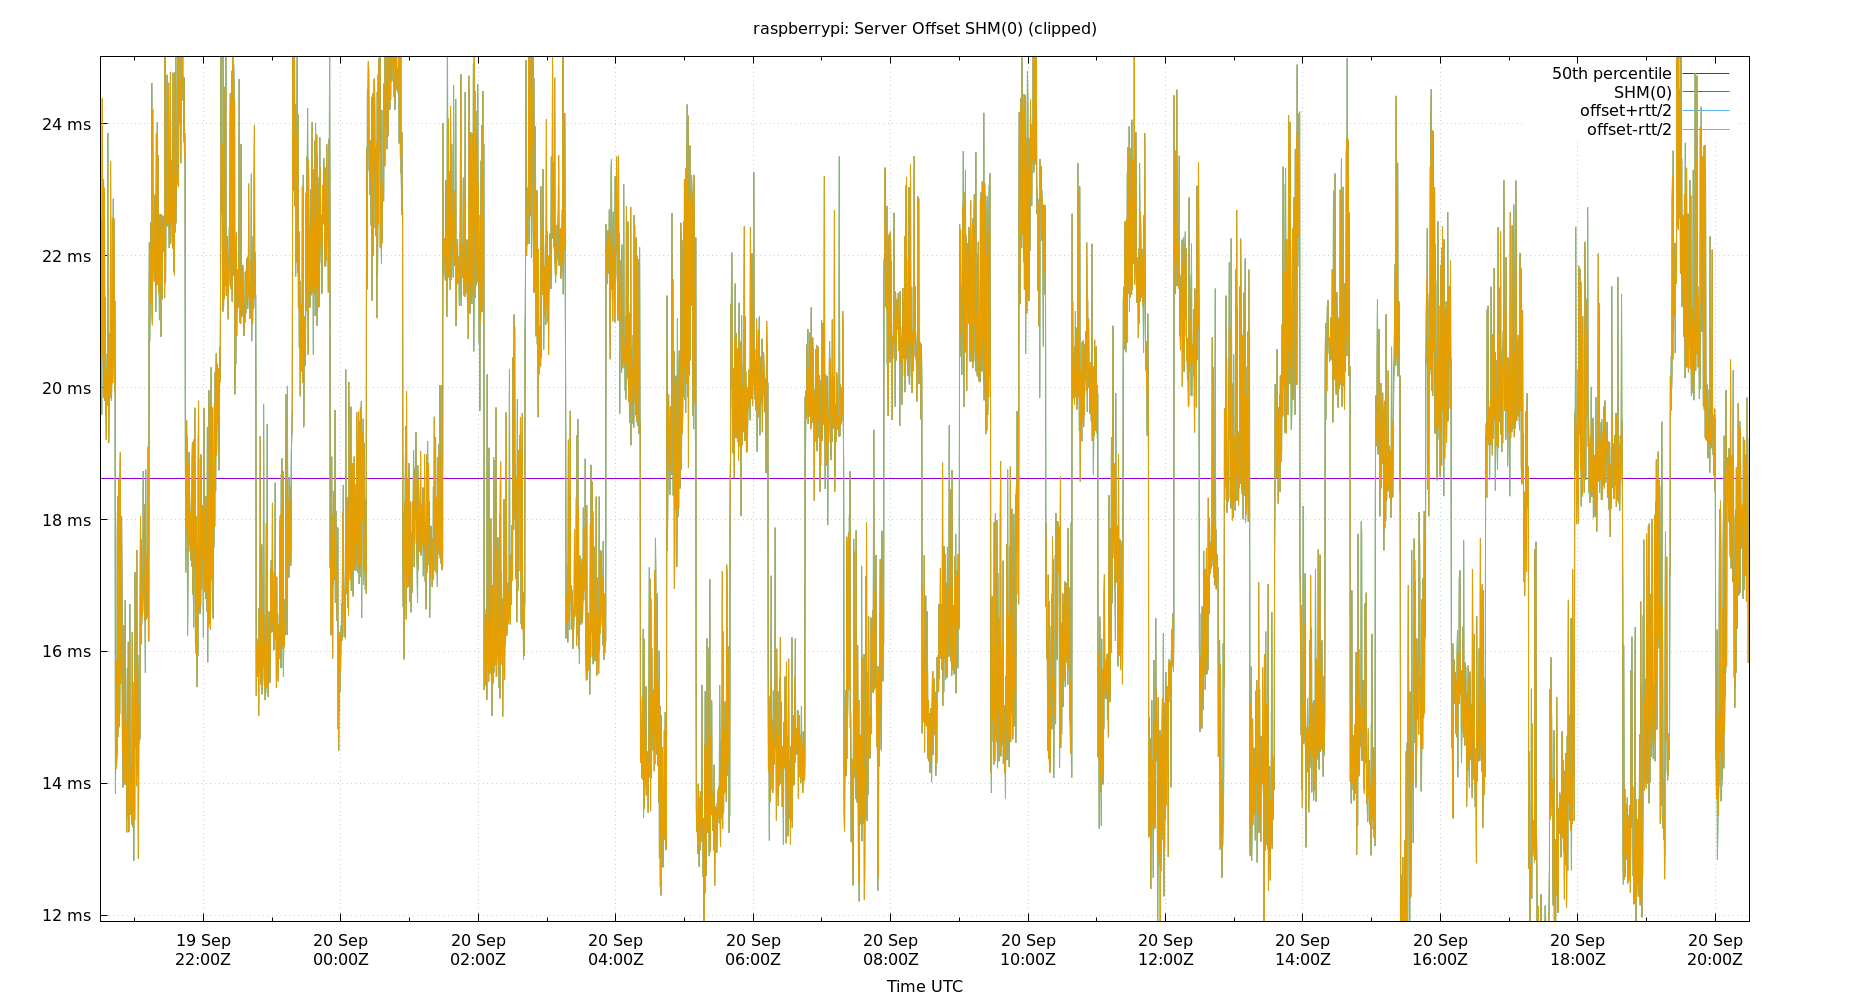 raspberrypi: Server Offset SHM(0) (clipped)
50th percentile
SHM(0)
offset+rtt/2
offset-rtt/2
24 ms
22 ms
20 ms
18 ms
16 ms
14 ms
12 ms
19 Sep 20 Sep 20 Sep 20 Sep 20 Sep 20 Sep 20 Sep 20 Sep 20 Sep 20 Sep 20 Sep 20 Sep
22:00Z 00:00Z 02:00Z 04:00Z 06:00Z 08:00Z 10:00Z 12:00Z 14:00Z 16:00Z 18:00Z 20:00Z
Time UTC